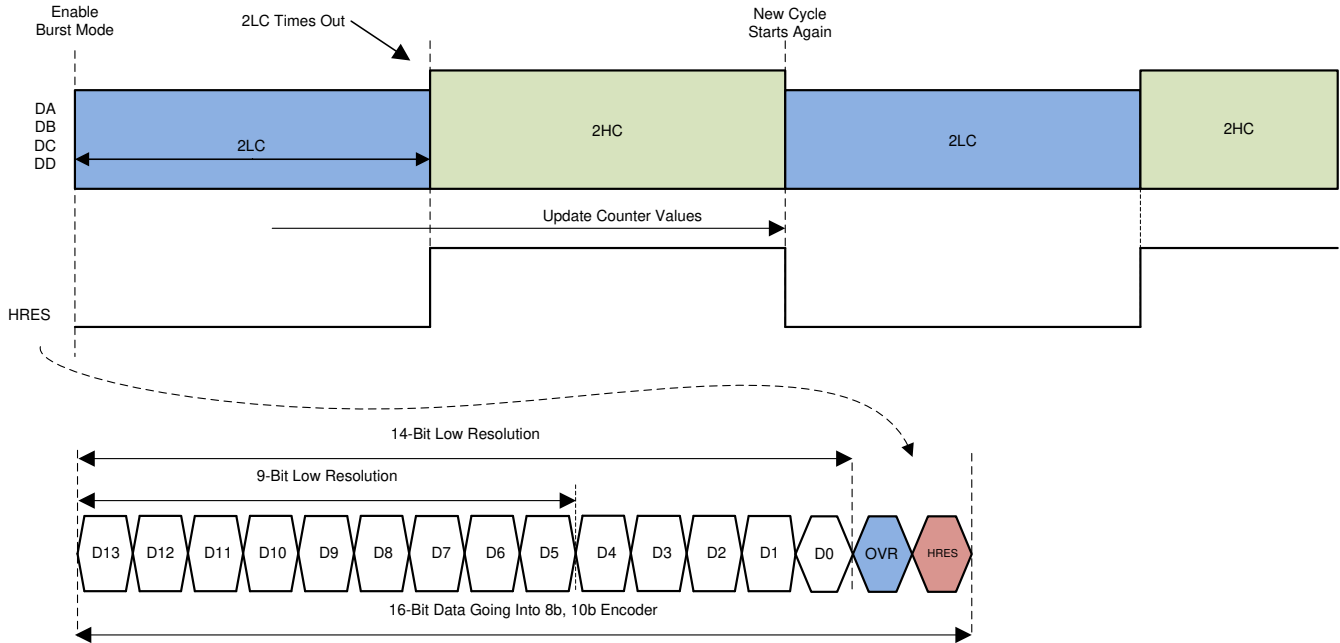 Enable
Burst Mode
2LC Times Out
New Cycle
Starts Again
DA
DB
DC
DD
2LC
2HC
2LC
2HC
Update Counter Values
HRES
14-Bit Low Resolution
9-Bit Low Resolution
D13 D12 D11 D10 D9 D8 D7 D6 D5 D4 D3 D2 D1 D0 OVR HRES
16-Bit Data Going Into 8b, 10b Encoder